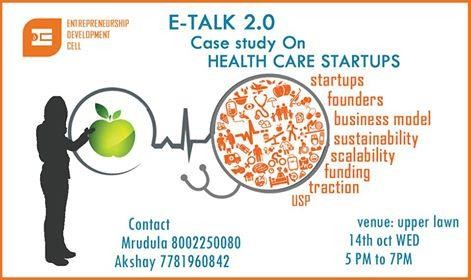 ENTREPRENEURSHIP
DEVELOPMENT
CELL
E-TALK 2.0
Case study On
HEALTH CARE STARTUPS
startups
founders
business model
sustainability
scalability
funding
traction
USP
Contact
Mrudula 8002250080
Akshay 7781960842
venue: upper lawn
14th oct WED
5 PM to 7PM